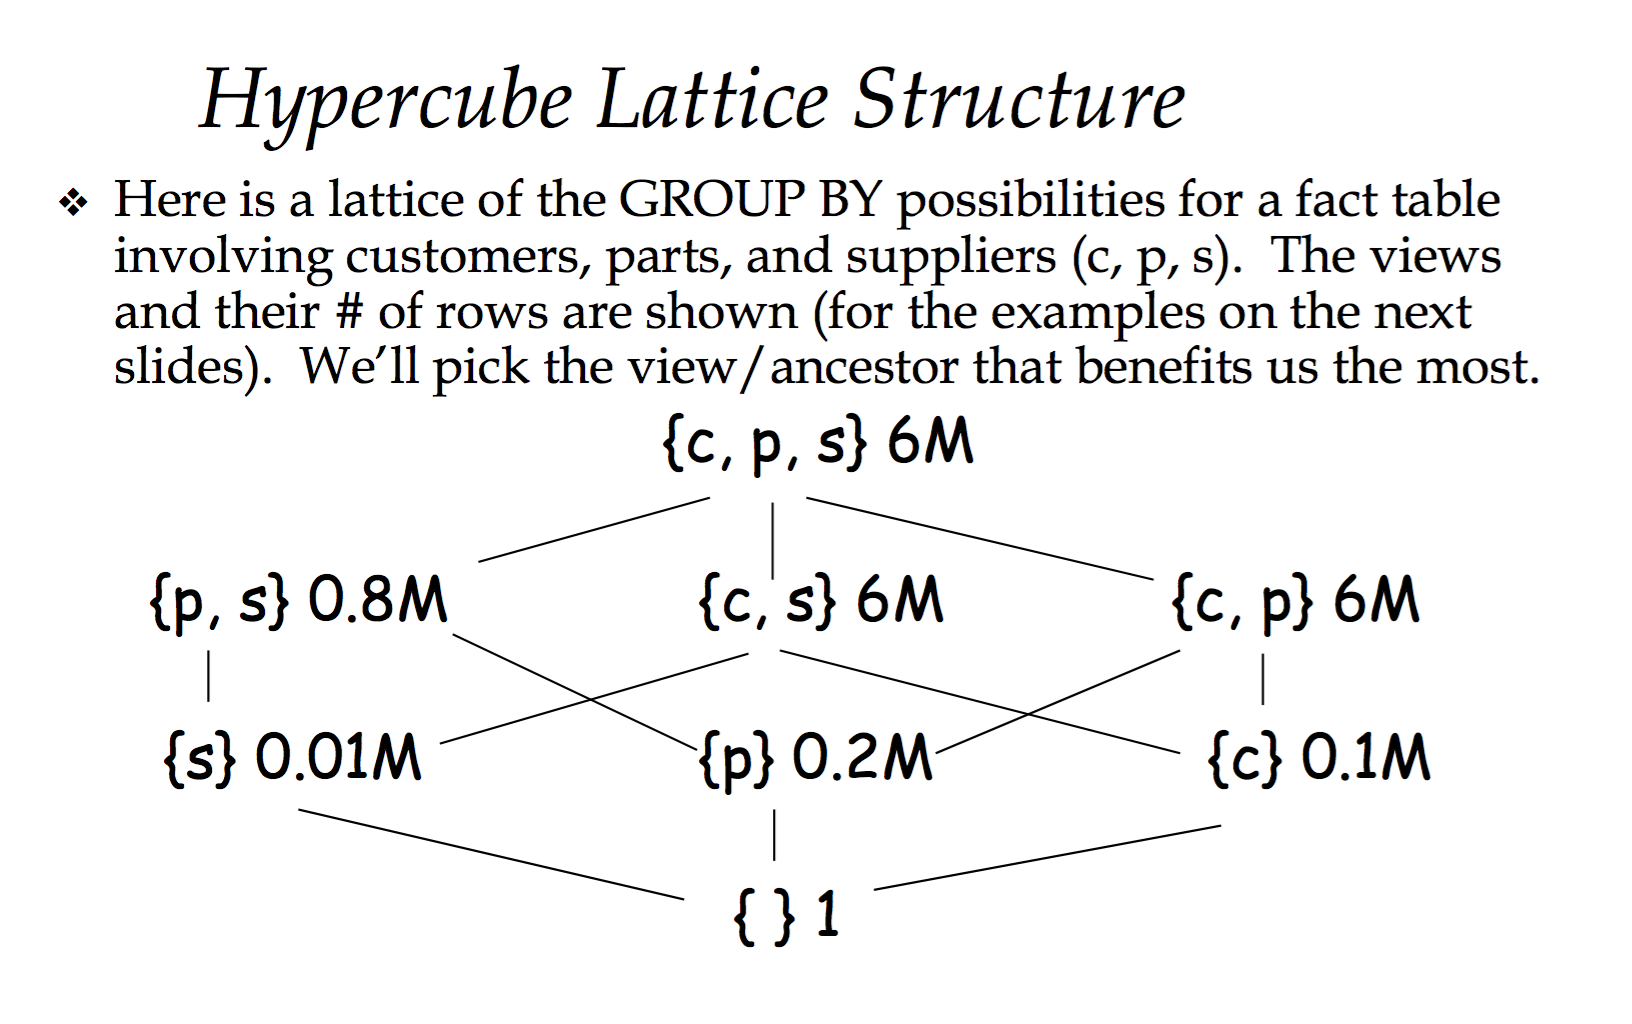 Hypercube Lattice Structure
❖ Here is a lattice of the GROUP BY possibilities for a fact table
involving customers, parts, and suppliers (c, p, s).  The views
and their # of rows are shown (for the examples on the next
slides).  We’ll pick the view/ancestor that benefits us the most.
{c, p, s} 6M
{p, s} 0.8M {c, s} 6M {c, p} 6M
{s} 0.01M {p} 0.2M {c} 0.1M
{ } 1